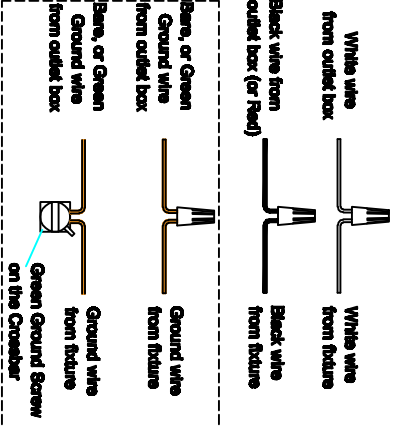 White wire
from outlet box
White wire
from fixture
Black wire from
outlet box (or Red)
Black wire
from fixture
Bare, or Green
Ground wire
from outlet box
Ground wire
from fixture
Bare, or Green
Ground wire
from outlet box
Ground wire
from fixture
Green Ground Screw
on the Crossbar